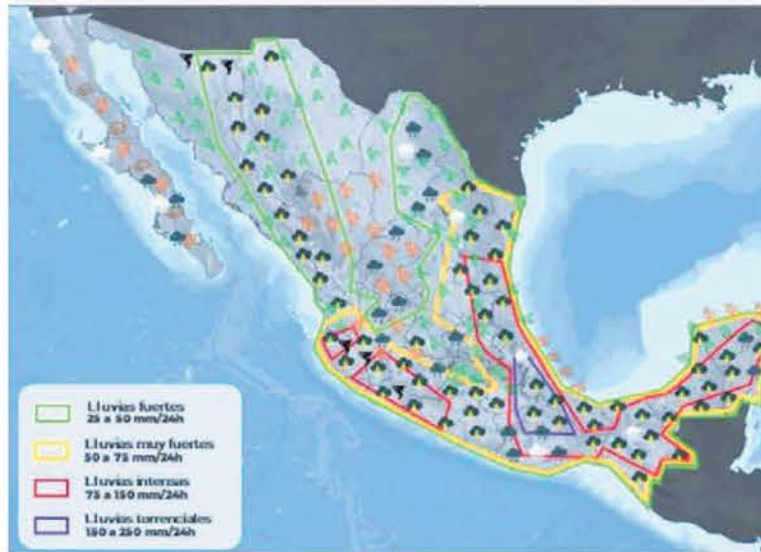 Lluvias fuertes
25 a 50 mm/24h
Lluvias muy fuertes
50 a 75 mm/24h
Lluvias intensas
75 a 150 mm/24h
Lluvias torrenciales
150 a 250 mm/24h